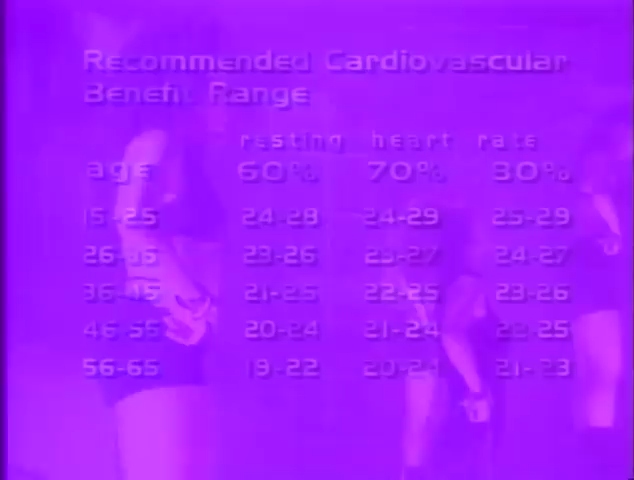 Recommended Cardiovascular
Benefit Range
resting heart rate
age 60% 70% 80%
15-25 24-28 24-29 25-29
26-35 23-26 23-27 24-27
36-45 21-25 22-25 23-26
46-55 20-24 21-24 22-25
56-65 19-22 20-24 21-23